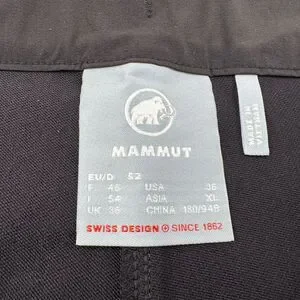 MAMMUT
EU/D 52
F 46 USA 36
I 54 ASIA XL
UK 36 CHINA 180/94B
SWISS DESIGN SINCE 1862
MADE IN
VIETNAM